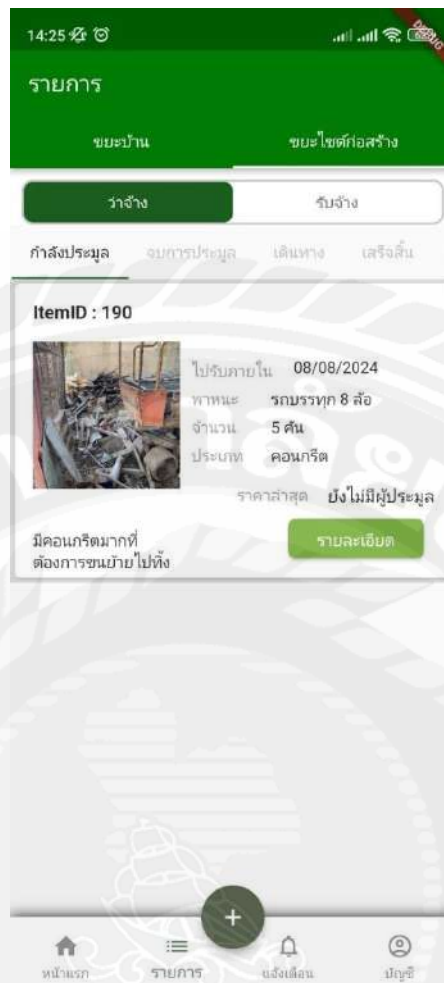 14:25
DEBUG
รายการ
ขยะบ้าน ขยะไซต์ก่อสร้าง
ว่าจ้าง รับจ้าง
กำลังประมูล จบการประมูล เดินทาง เสร็จสิ้น
ItemID : 190
ไปรับภายใน 08/08/2024
พาหนะ รถบรรทุก 8 ล้อ
จำนวน 5 ตัน
ประเภท คอนกรีต
ราคาล่าสุด ยังไม่มีผู้ประมูล
มีคอนกรีตมากที่
ต้องการขนย้ายไปทิ้ง
รายละเอียด
หน้าแรก รายการ แจ้งเตือน บัญชี